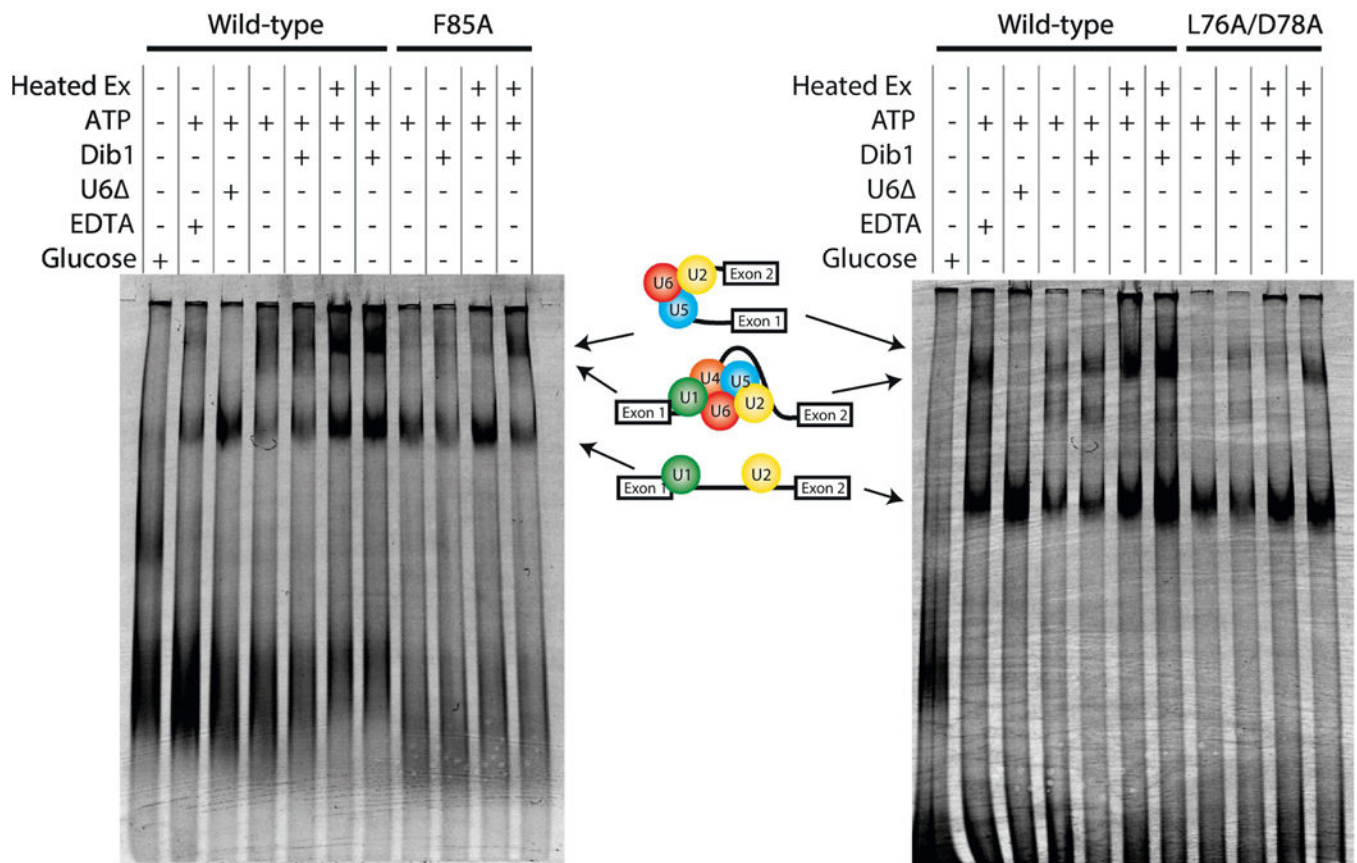 Wild-type F85A
Heated Ex - - - - - + + - - + +
ATP - + + + + + + + + + +
Dib1 - - - - + - + - + - +
U6Δ - - + - - - - - - - -
EDTA - + - - - - - - - - -
Glucose + - - - - - - - - - -
Wild-type L76A/D78A
Heated Ex - - - - - + + - - + +
ATP - + + + + + + + + + +
Dib1 - - - - + - + - + - +
U6Δ - - + - - - - - - - -
EDTA - + - - - - - - - - -
Glucose + - - - - - - - - - -
U6 U2 Exon 2
U5 Exon 1
U4 U5
Exon 1 U1 U6 U2 Exon 2
Exon 1 U1 U2 Exon 2